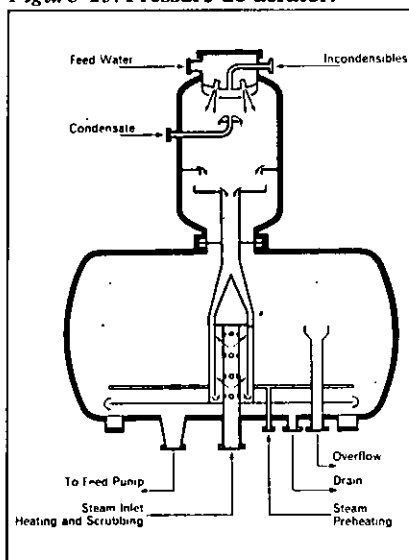 Figure 20. Pressure de-aerator.
Feed Water
Incondensibles
Condensate
Overflow
To Feed Pump
Drain
Steam Inlet
Heating and Scrubbing
Steam
Preheating